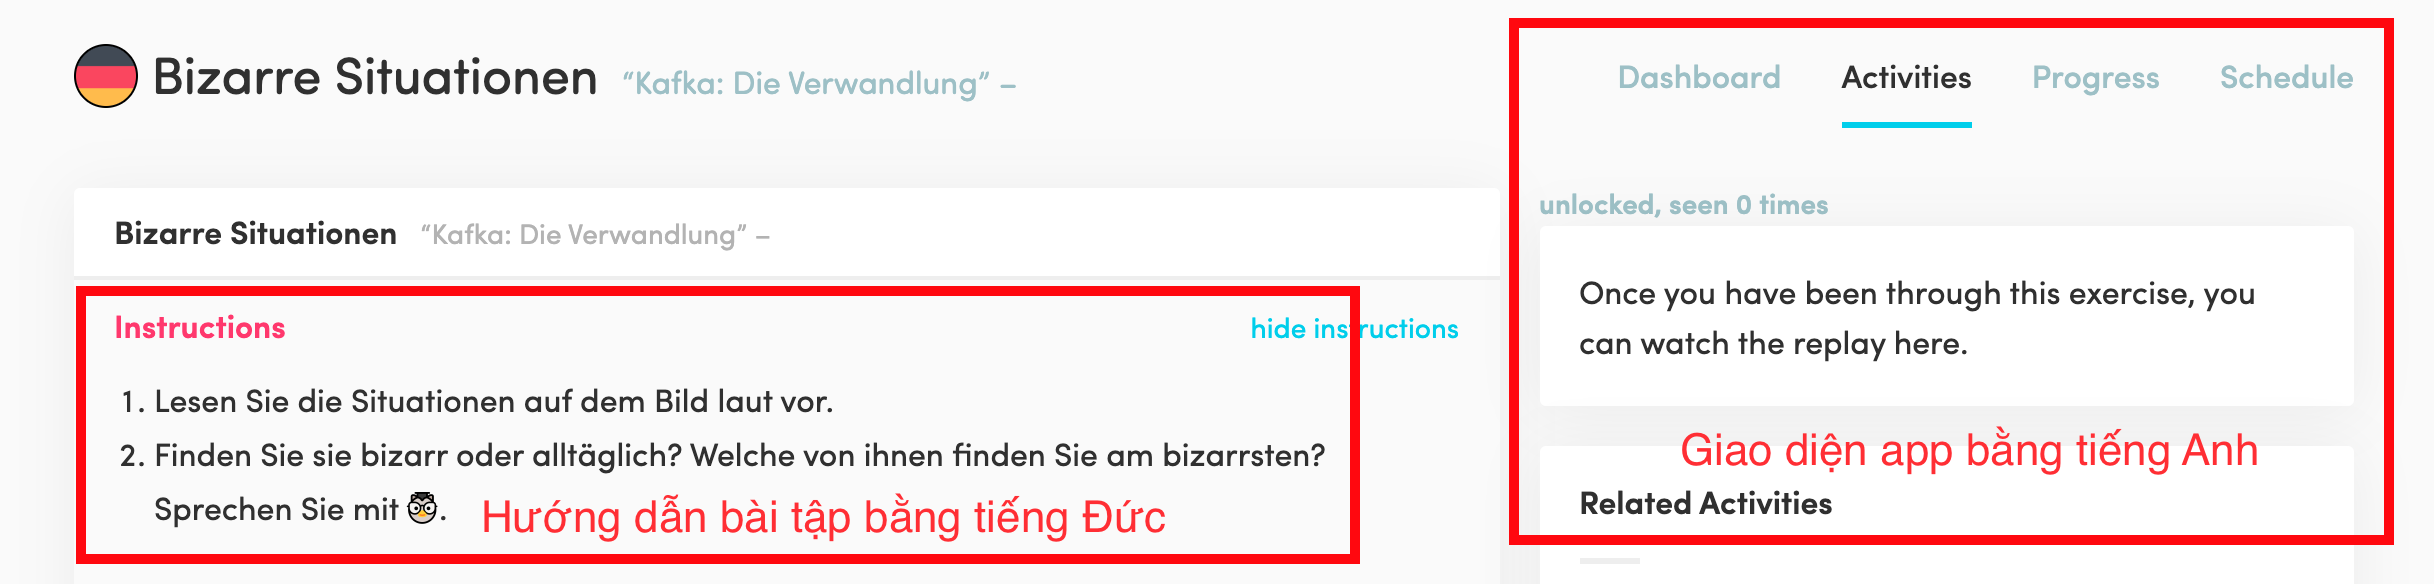 Bizarre Situationen “Kafka: Die Verwandlung” –
Dashboard Activities Progress Schedule
Bizarre Situationen “Kafka: Die Verwandlung” –
Instructions hide instructions
1. Lesen Sie die Situationen auf dem Bild laut vor.
2. Finden Sie sie bizarr oder alltäglich? Welche von ihnen finden Sie am bizarrsten?
Sprechen Sie mit 🤓.
Hướng dẫn bài tập bằng tiếng Đức
unlocked, seen 0 times
Once you have been through this exercise, you
can watch the replay here.
Giao diện app bằng tiếng Anh
Related Activities